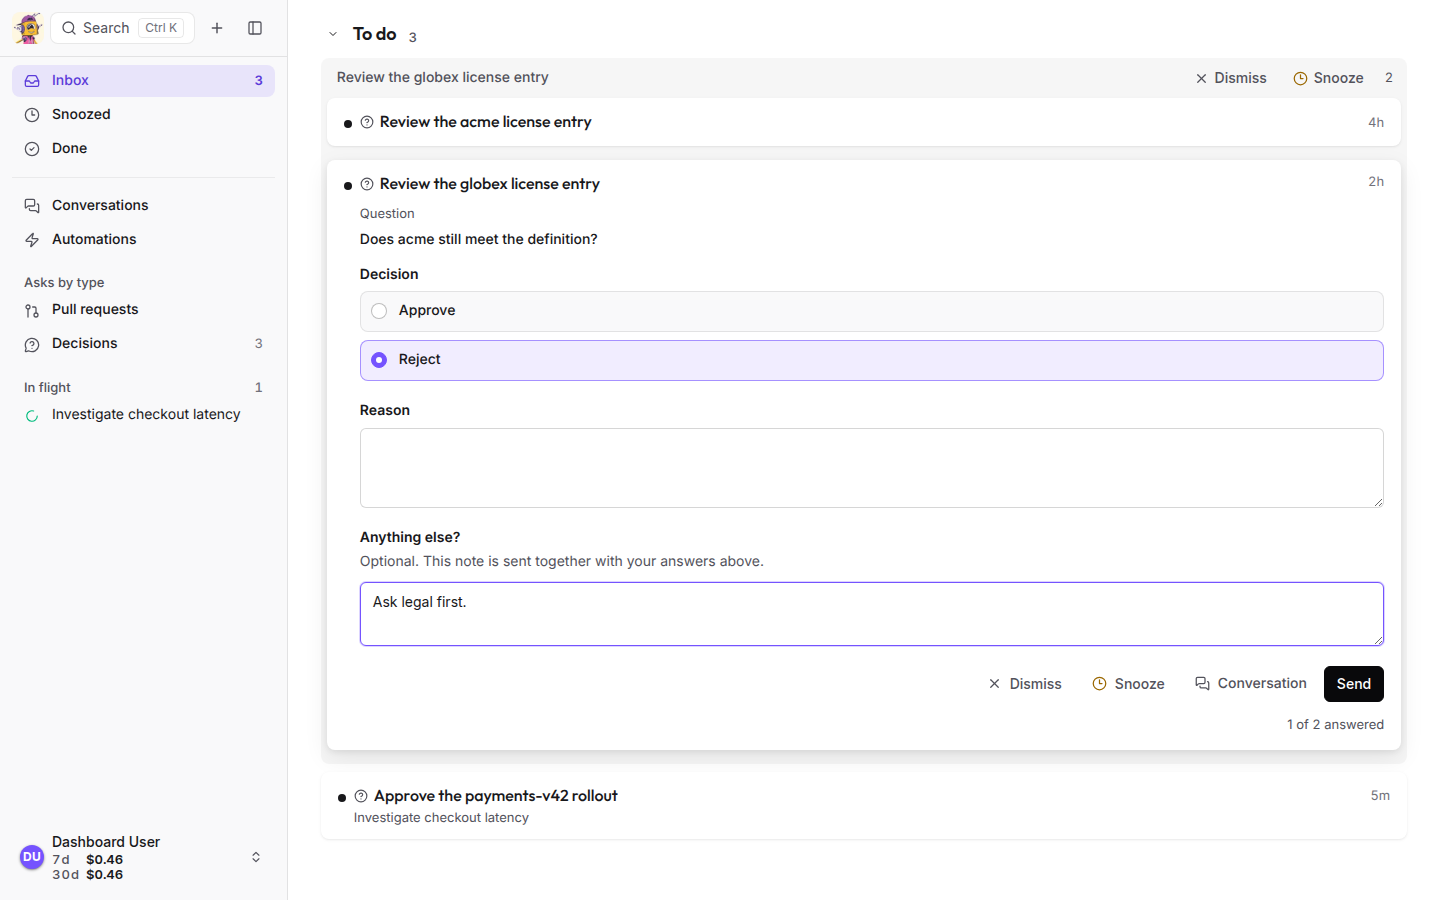 Search Ctrl K
Inbox 3
Snoozed
Done
Conversations
Automations
Asks by type
Pull requests
Decisions 3
In flight 1
Investigate checkout latency
DU Dashboard User
7d $0.46
30d $0.46
To do 3
Review the globex license entry Dismiss Snooze 2
Review the acme license entry 4h
Review the globex license entry 2h
Question
Does acme still meet the definition?
Decision
Approve
Reject
Reason
Anything else?
Optional. This note is sent together with your answers above.
Ask legal first.
Dismiss Snooze Conversation Send
1 of 2 answered
Approve the payments-v42 rollout 5m
Investigate checkout latency